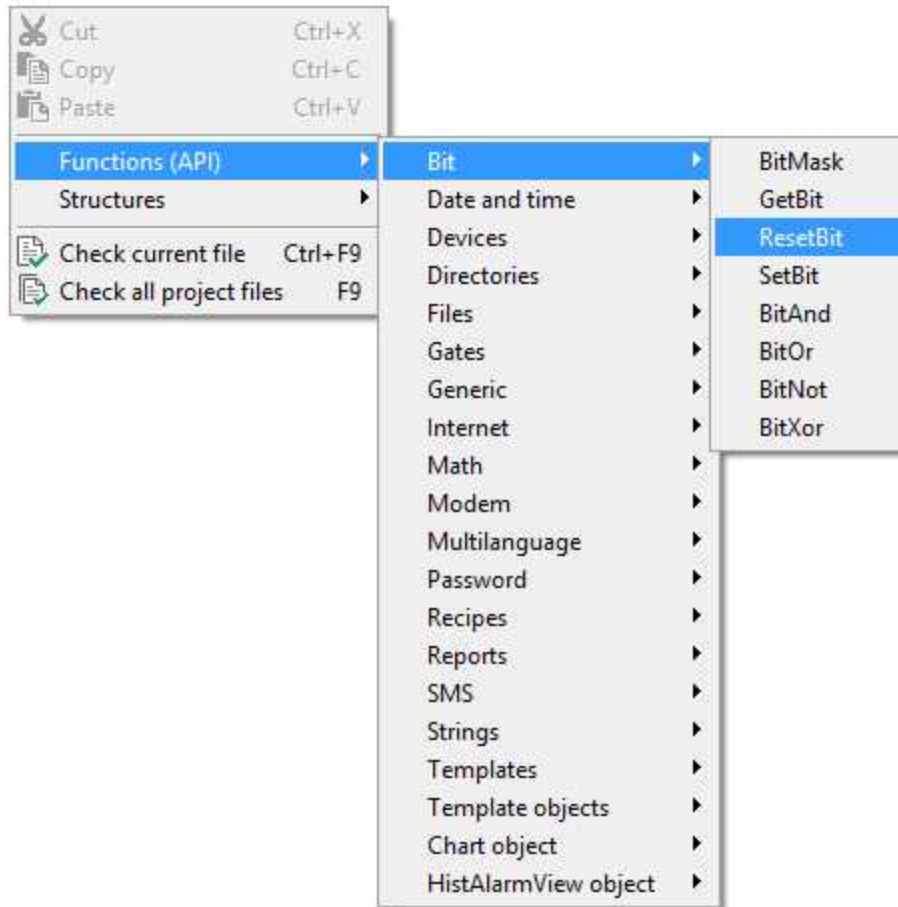 Cut Ctrl+X
Copy Ctrl+C
Paste Ctrl+V
Functions (API)
Structures
Check current file Ctrl+F9
Check all project files F9
Bit
Date and time
Devices
Directories
Files
Gates
Generic
Internet
Math
Modem
Multilanguage
Password
Recipes
Reports
SMS
Strings
Templates
Template objects
Chart object
HistAlarmView object
BitMask
GetBit
ResetBit
SetBit
BitAnd
BitOr
BitNot
BitXor